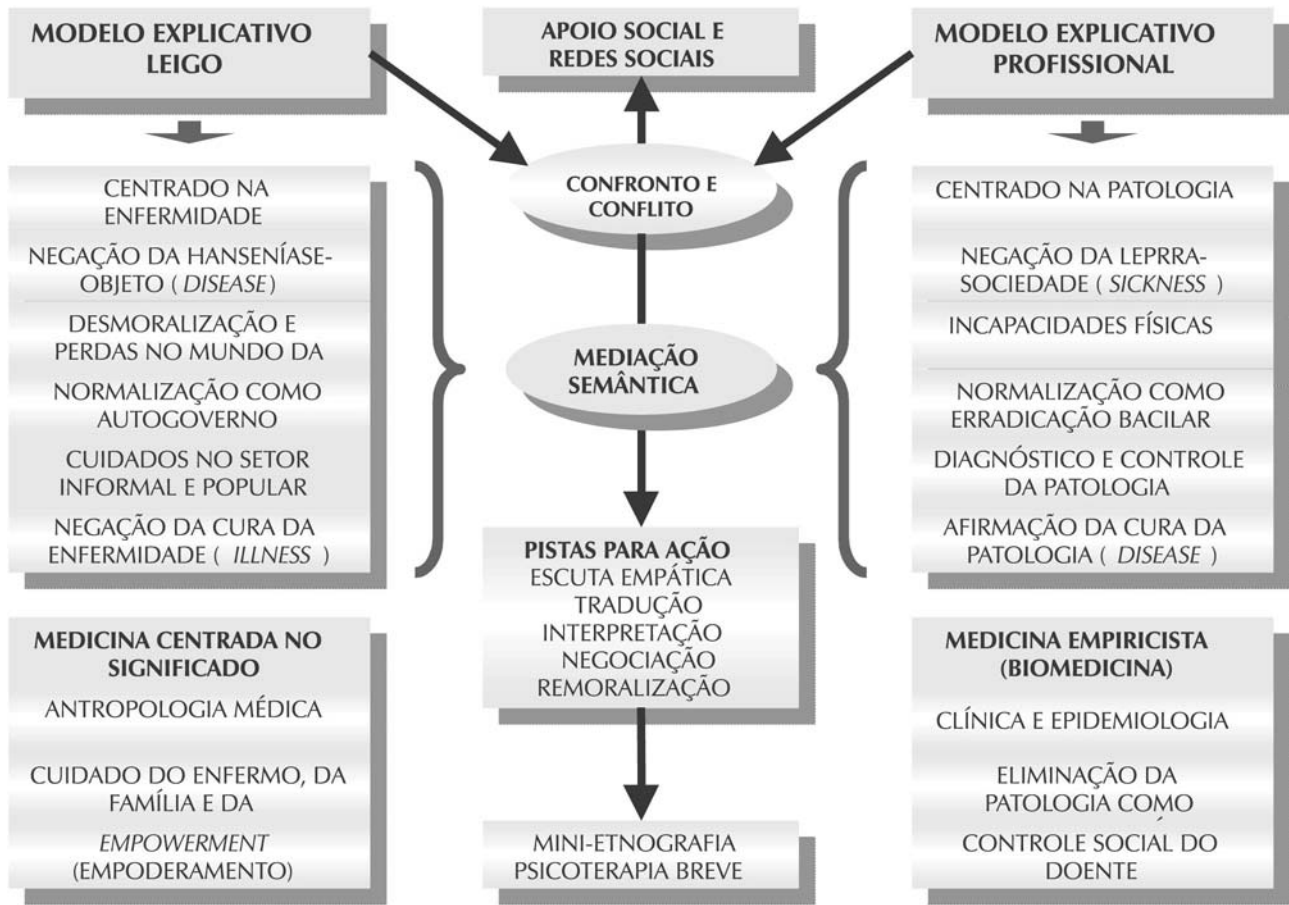 MODELO EXPLICATIVO
LEIGO
CENTRADO NA
ENFERMIDADE
NEGAÇÃO DA HANSENÍASE-
OBJETO ( DISEASE )
DESMORALIZAÇÃO E
PERDAS NO MUNDO DA
NORMALIZAÇÃO COMO
AUTOGOVERNO
CUIDADOS NO SETOR
INFORMAL E POPULAR
NEGAÇÃO DA CURA DA
ENFERMIDADE ( ILLNESS )
MEDICINA CENTRADA NO
SIGNIFICADO
ANTROPOLOGIA MÉDICA
CUIDADO DO ENFERMO, DA
FAMÍLIA E DA
EMPOWERMENT
(EMPODERAMENTO)
APOIO SOCIAL E
REDES SOCIAIS
CONFRONTO E
CONFLITO
MEDIAÇÃO
SEMÂNTICA
PISTAS PARA AÇÃO
ESCUTA EMPÁTICA
TRADUÇÃO
INTERPRETAÇÃO
NEGOCIAÇÃO
REMORALIZAÇÃO
MINI-ETNOGRAFIA
PSICOTERAPIA BREVE
MODELO EXPLICATIVO
PROFISSIONAL
CENTRADO NA PATOLOGIA
NEGAÇÃO DA LEPRRA-
SOCIEDADE ( SICKNESS )
INCAPACIDADES FÍSICAS
NORMALIZAÇÃO COMO
ERRADICAÇÃO BACILAR
DIAGNÓSTICO E CONTROLE
DA PATOLOGIA
AFIRMAÇÃO DA CURA DA
PATOLOGIA ( DISEASE )
MEDICINA EMPIRICISTA
(BIOMEDICINA)
CLÍNICA E EPIDEMIOLOGIA
ELIMINAÇÃO DA
PATOLOGIA COMO
CONTROLE SOCIAL DO
DOENTE